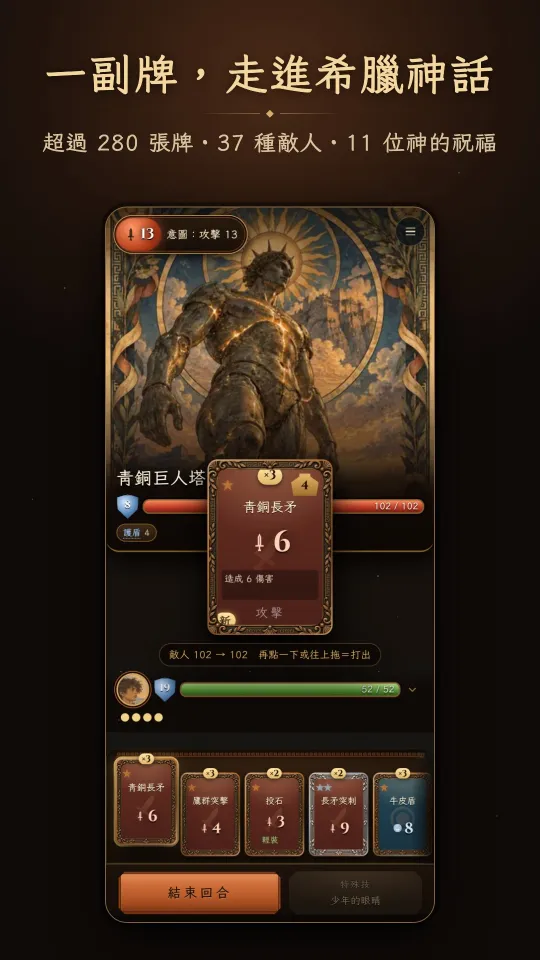 一副牌，走進希臘神話
超過 280 張牌・37 種敵人・11 位神的祝福
13 意圖：攻擊 13
青銅巨人塔
8 102 / 102
護盾 4
×3
4
青銅長矛
6
造成 6 傷害
攻擊
新
敵人 102 → 102 再點一下或往上拖＝打出
19 52 / 52
×3 ×3 ×2 ×2 ×3
青銅長矛 鷹群突擊 投石 長矛突刺 牛皮盾
6 4 3 9 8
輕裝
結束回合
特殊技
少年的眼睛